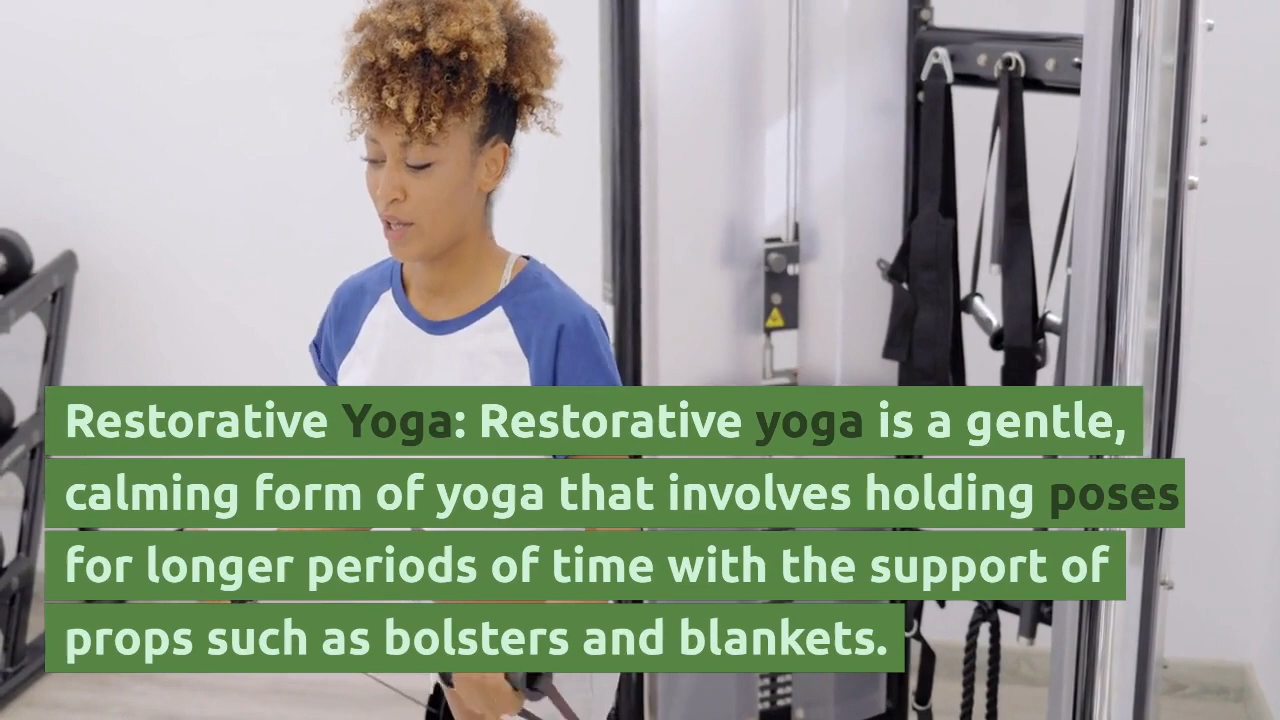 Restorative Yoga: Restorative yoga is a gentle,
calming form of yoga that involves holding poses
for longer periods of time with the support of
props such as bolsters and blankets.